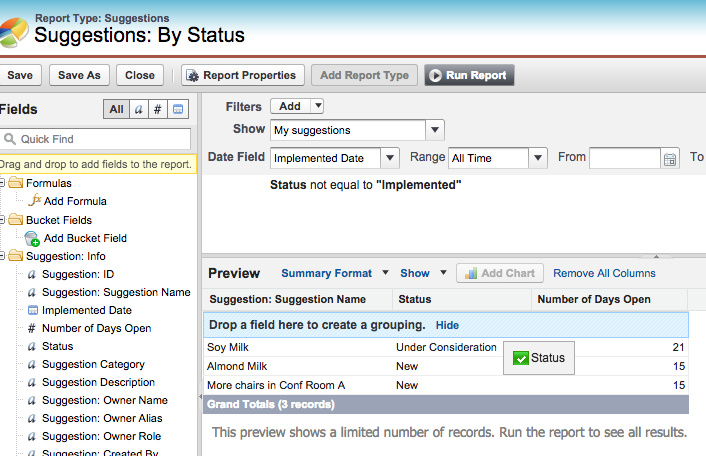 Report Type: Suggestions
Suggestions: By Status
Save
Save As
Close
Report Properties
Add Report Type
Run Report
Fields
All
a
#
Quick Find
Drag and drop to add fields to the report.
Formulas
fx Add Formula
Bucket Fields
Add Bucket Field
Suggestion: Info
a Suggestion: ID
a Suggestion: Suggestion Name
Implemented Date
# Number of Days Open
a Status
a Suggestion Category
a Suggestion Description
a Suggestion: Owner Name
a Suggestion: Owner Alias
a Suggestion: Owner Role
a Suggestion: Created By
Filters Add
Show My suggestions
Date Field Implemented Date Range All Time From To
Status not equal to "Implemented"
Preview Summary Format Show Add Chart Remove All Columns
Suggestion: Suggestion Name Status Number of Days Open
Drop a field here to create a grouping. Hide
Soy Milk Under Consideration 21
Status
Almond Milk New 15
More chairs in Conf Room A New 15
Grand Totals (3 records)
This preview shows a limited number of records. Run the report to see all results.